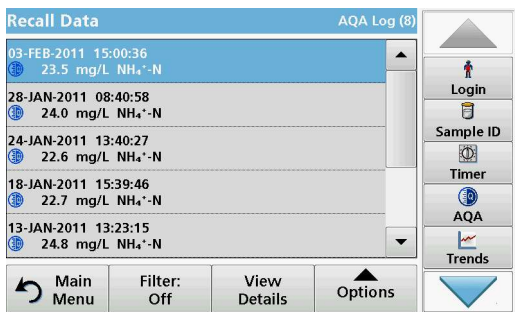 Recall Data
AQA Log (8)
03-FEB-2011 15:00:36
23.5 mg/L NH₄⁺-N
28-JAN-2011 08:40:58
24.0 mg/L NH₄⁺-N
24-JAN-2011 13:40:27
22.6 mg/L NH₄⁺-N
18-JAN-2011 15:39:46
22.7 mg/L NH₄⁺-N
13-JAN-2011 13:23:15
24.8 mg/L NH₄⁺-N
Main
Menu
Filter:
Off
View
Details
Options
Login
Sample ID
Timer
AQA
Trends